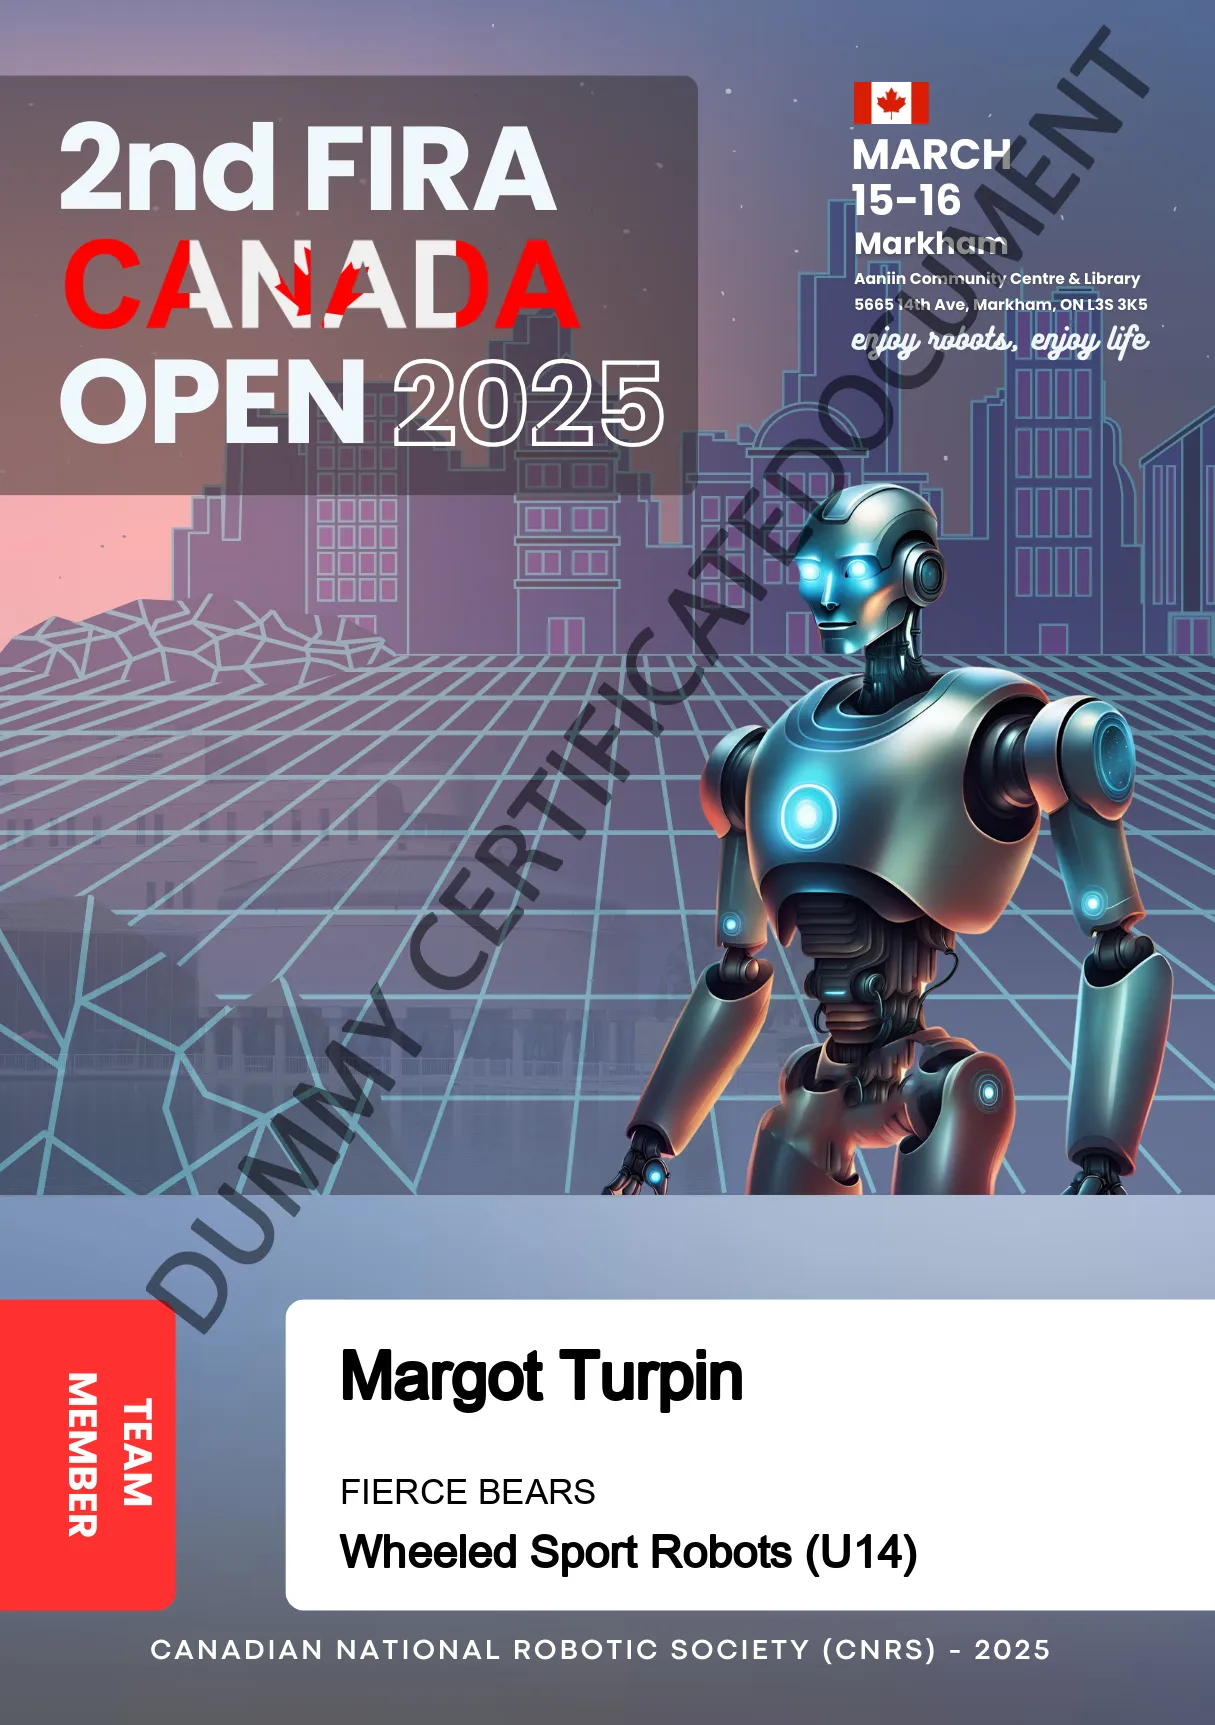 2nd FIRA
CANADA
OPEN 2025
MARCH
15-16
Markham
Aaniin Community Centre & Library
5665 14th Ave, Markham, ON L3S 3K5
enjoy robots, enjoy life
DUMMY CERTIFICATEDOCUMENT
TEAM
MEMBER
Margot Turpin
FIERCE BEARS
Wheeled Sport Robots (U14)
CANADIAN NATIONAL ROBOTIC SOCIETY (CNRS) - 2025